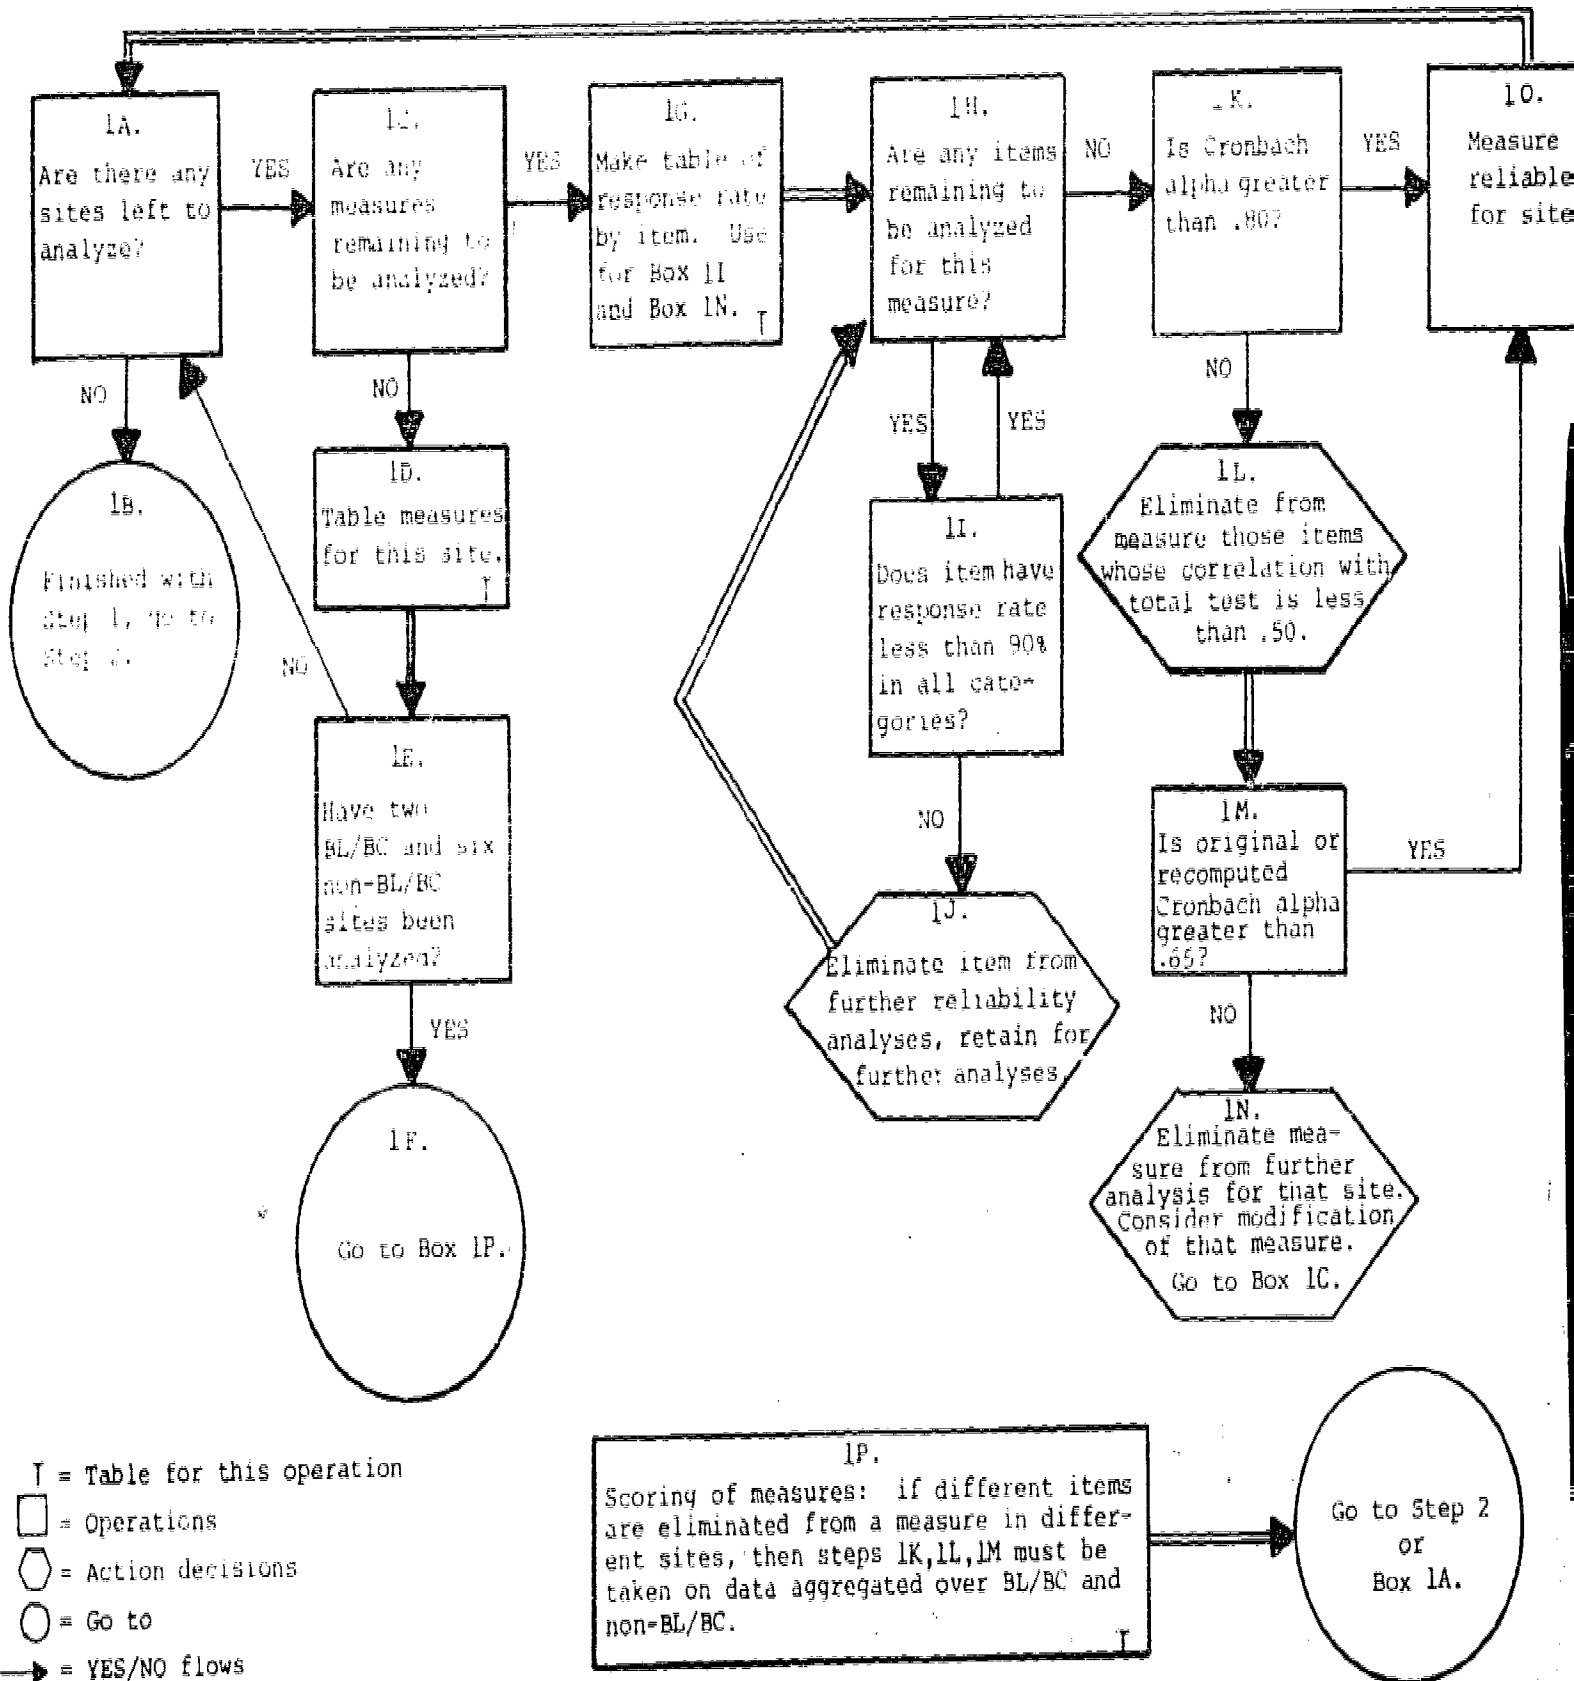 1A.
Are there any
sites left to
analyze?
YES
NO
1B.
Finished with
Step 1, go to
Step 2.
Are any
measures
remaining to
be analyzed?
YES
NO
1D.
Table measures
for this site.
T
1E.
Have two
BL/BC and six
non-BL/BC
sites been
analyzed?
NO
YES
1F.
Go to Box 1P.
1G.
Make table of
response rate
by item. Use
for Box 1I
and Box 1N.
T
1H.
Are any items
remaining to
be analyzed
for this
measure?
NO
YES
YES
1I.
Does item have
response rate
less than 90%
in all cate-
gories?
NO
1J.
Eliminate item from
further reliability
analyses, retain for
further analyses
1K.
Is Cronbach
alpha greater
than .80?
YES
NO
1L.
Eliminate from
measure those items
whose correlation with
total test is less
than .50.
1M.
Is original or
recomputed
Cronbach alpha
greater than
.65?
YES
NO
1N.
Eliminate mea-
sure from further
analysis for that site.
Consider modification
of that measure.
Go to Box 1C.
1O.
Measure
reliable
for site
1P.
Scoring of measures: if different items
are eliminated from a measure in differ-
ent sites, then steps 1K,1L,1M must be
taken on data aggregated over BL/BC and
non-BL/BC.
T
Go to Step 2
or
Box 1A.
T = Table for this operation
= Operations
= Action decisions
= Go to
= YES/NO flows